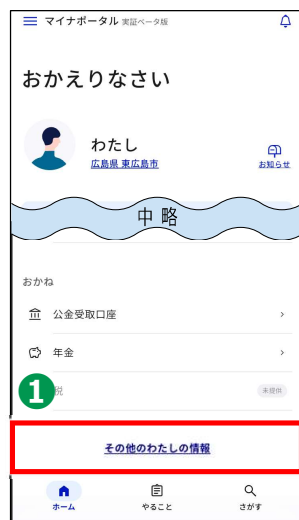 マイナポータル 実証ベータ版
おかえりなさい
わたし
広島県 東広島市
お知らせ
中略
おかね
公金受取口座
年金
1
税
未提供
その他のわたしの情報
ホーム
やること
さがす